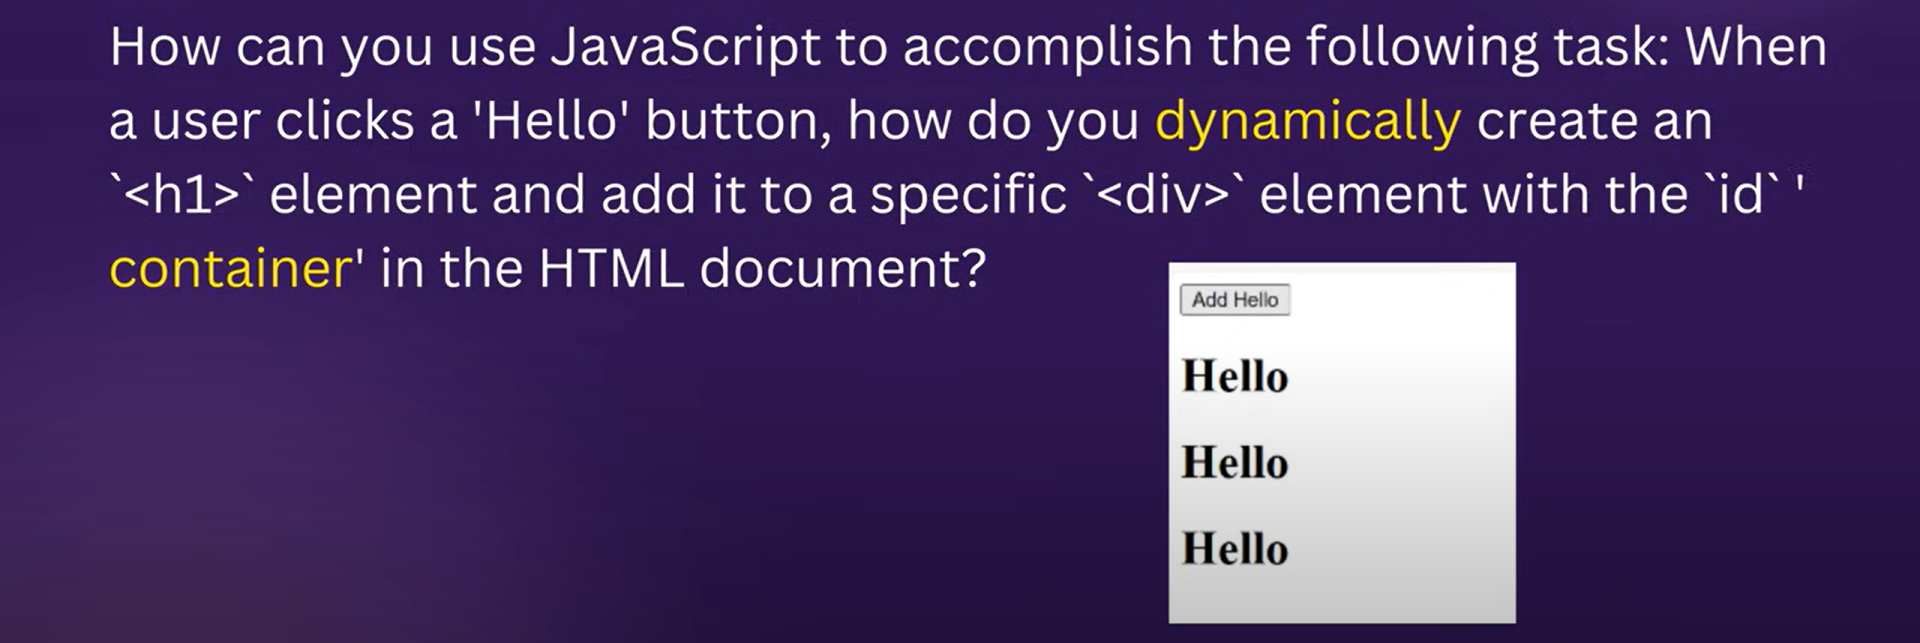 How can you use JavaScript to accomplish the following task: When
a user clicks a 'Hello' button, how do you dynamically create an
`<h1>` element and add it to a specific `<div>` element with the `id` '
container' in the HTML document?
Add Hello
Hello
Hello
Hello